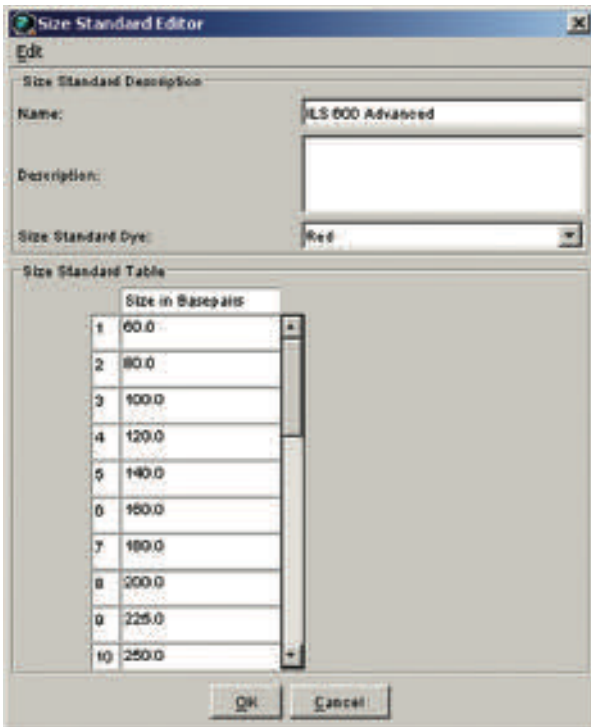 Size Standard Editor
Edit
Size Standard Description
Name: ILS 600 Advanced
Description:
Size Standard Dye: Red
Size Standard Table
Size in Basepairs
1 60.0
2 80.0
3 100.0
4 120.0
5 140.0
6 160.0
7 180.0
8 200.0
9 225.0
10 250.0
OK Cancel